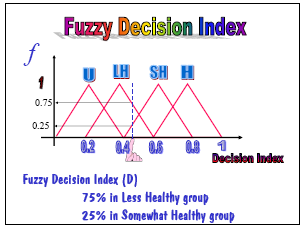 Fuzzy Decision Index
f
U LH SH H
1
0.75
0.25
0.2 0.4 0.6 0.8 1
Decision Index
Fuzzy Decision Index (D)
75% in Less Healthy group
25% in Somewhat Healthy group